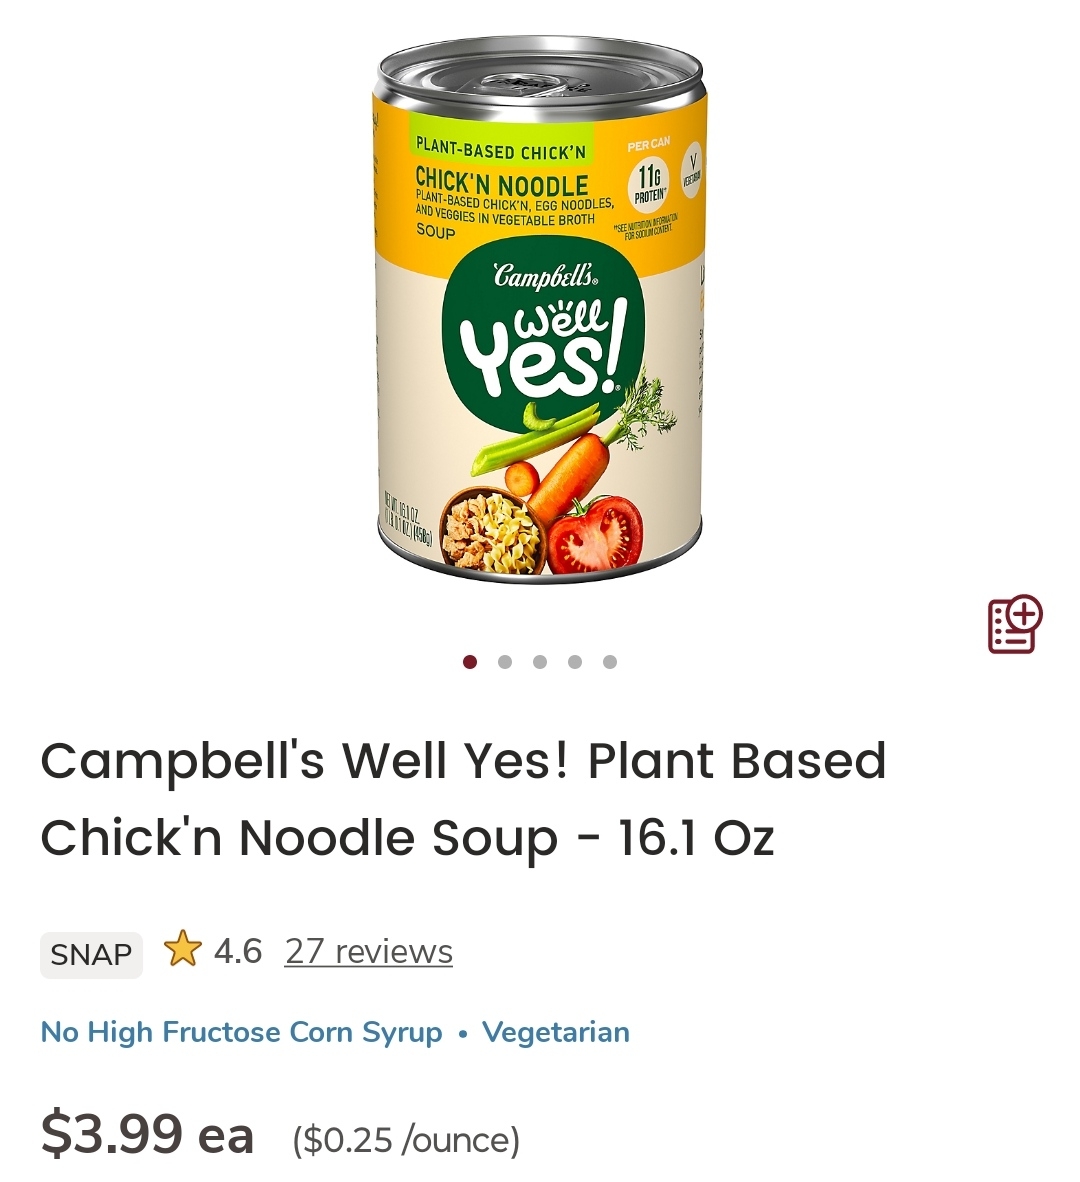 PLANT-BASED CHICK'N
CHICK'N NOODLE
PLANT-BASED CHICK'N, EGG NOODLES,
AND VEGGIES IN VEGETABLE BROTH
SOUP
PER CAN
11g
PROTEIN**
V
VEGETARIAN
**SEE NUTRITION INFORMATION
FOR SODIUM CONTENT.
Campbell's®
Well
Yes!®
NET WT. 16.1 OZ.
(1 LB 0.1 OZ.) (456g)
Campbell's Well Yes! Plant Based
Chick'n Noodle Soup - 16.1 Oz
SNAP 4.6 27 reviews
No High Fructose Corn Syrup • Vegetarian
$3.99 ea ($0.25 /ounce)